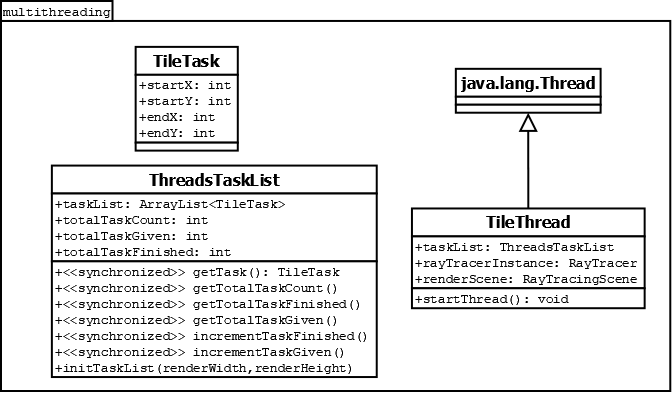 multithreading
TileTask
+startX: int
+startY: int
+endX: int
+endY: int
ThreadsTaskList
+taskList: ArrayList<TileTask>
+totalTaskCount: int
+totalTaskGiven: int
+totalTaskFinished: int
+<<synchronized>> getTask(): TileTask
+<<synchronized>> getTotalTaskCount()
+<<synchronized>> getTotalTaskFinished()
+<<synchronized>> getTotalTaskGiven()
+<<synchronized>> incrementTaskFinished()
+<<synchronized>> incrementTaskGiven()
+initTaskList(renderWidth,renderHeight)
java.lang.Thread
TileThread
+taskList: ThreadsTaskList
+rayTracerInstance: RayTracer
+renderScene: RayTracingScene
+startThread(): void